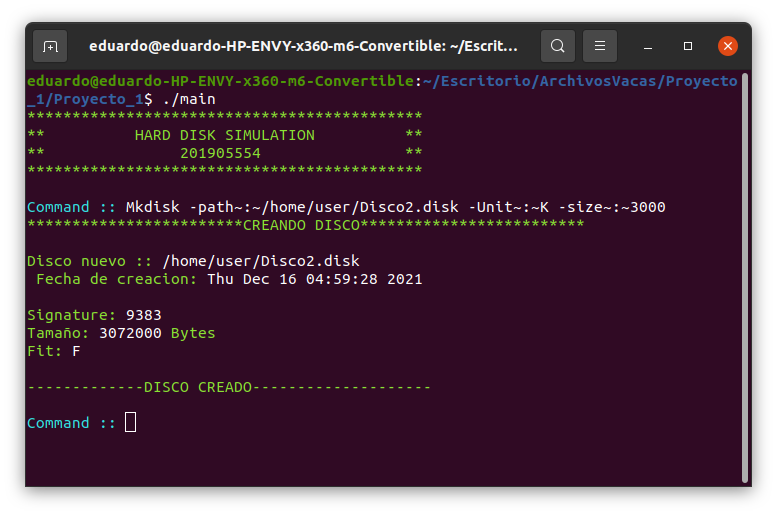 eduardo@eduardo-HP-ENVY-x360-m6-Convertible: ~/Escrit...
eduardo@eduardo-HP-ENVY-x360-m6-Convertible:~/Escritorio/ArchivosVacas/Proyecto
_1/Proyecto_1$ ./main
********************************************
**          HARD DISK SIMULATION          **
**               201905554                **
********************************************
Command :: Mkdisk -path~:~/home/user/Disco2.disk -Unit~:~K -size~:~3000
************************CREANDO DISCO*************************
Disco nuevo :: /home/user/Disco2.disk
 Fecha de creacion: Thu Dec 16 04:59:28 2021
Signature: 9383
Tamaño: 3072000 Bytes
Fit: F
-------------DISCO CREADO--------------------
Command ::